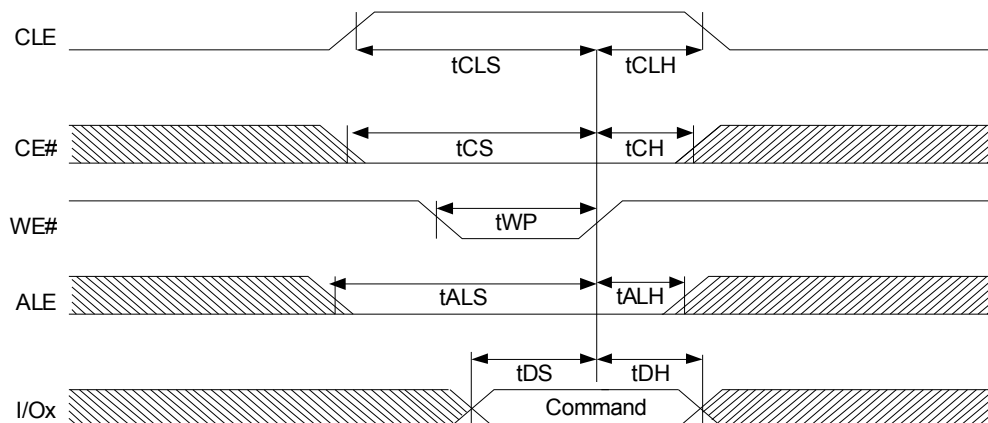 CLE
tCLS tCLH
CE#
tCS tCH
WE#
tWP
ALE
tALS tALH
tDS tDH
I/Ox
Command